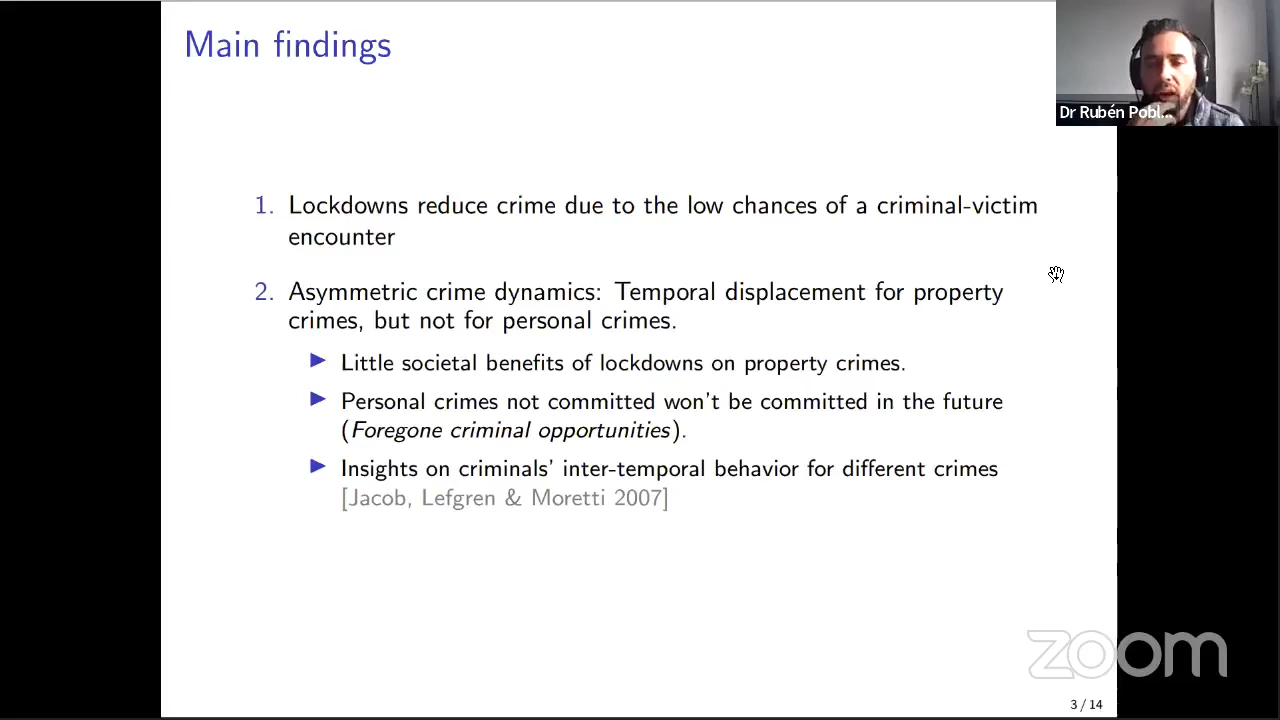 Main findings
Dr Rubén Pobl...
1. Lockdowns reduce crime due to the low chances of a criminal-victim
encounter
2. Asymmetric crime dynamics: Temporal displacement for property
crimes, but not for personal crimes.
Little societal benefits of lockdowns on property crimes.
Personal crimes not committed won't be committed in the future
(Foregone criminal opportunities).
Insights on criminals' inter-temporal behavior for different crimes
[Jacob, Lefgren & Moretti 2007]
zoom
3 / 14